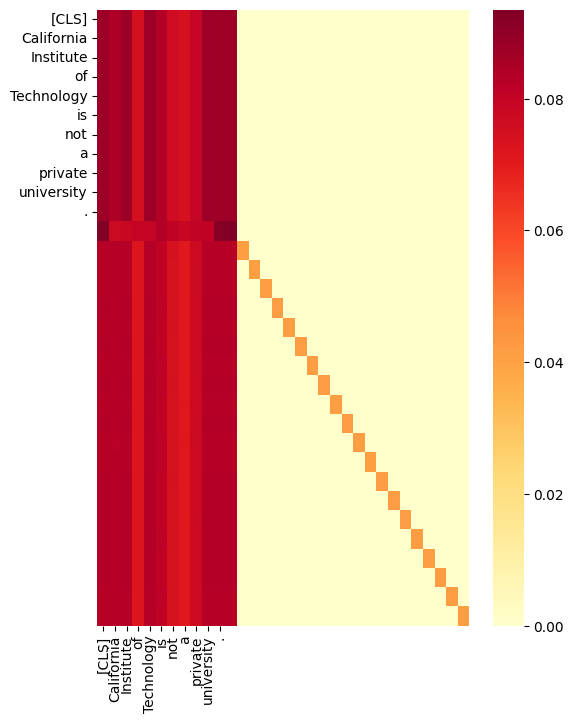 [CLS]
California
Institute
of
Technology
is
not
a
private
university
.
0.08
0.06
0.04
0.02
0.00
[CLS]
California
Institute
of
Technology
is
not
a
private
university
.